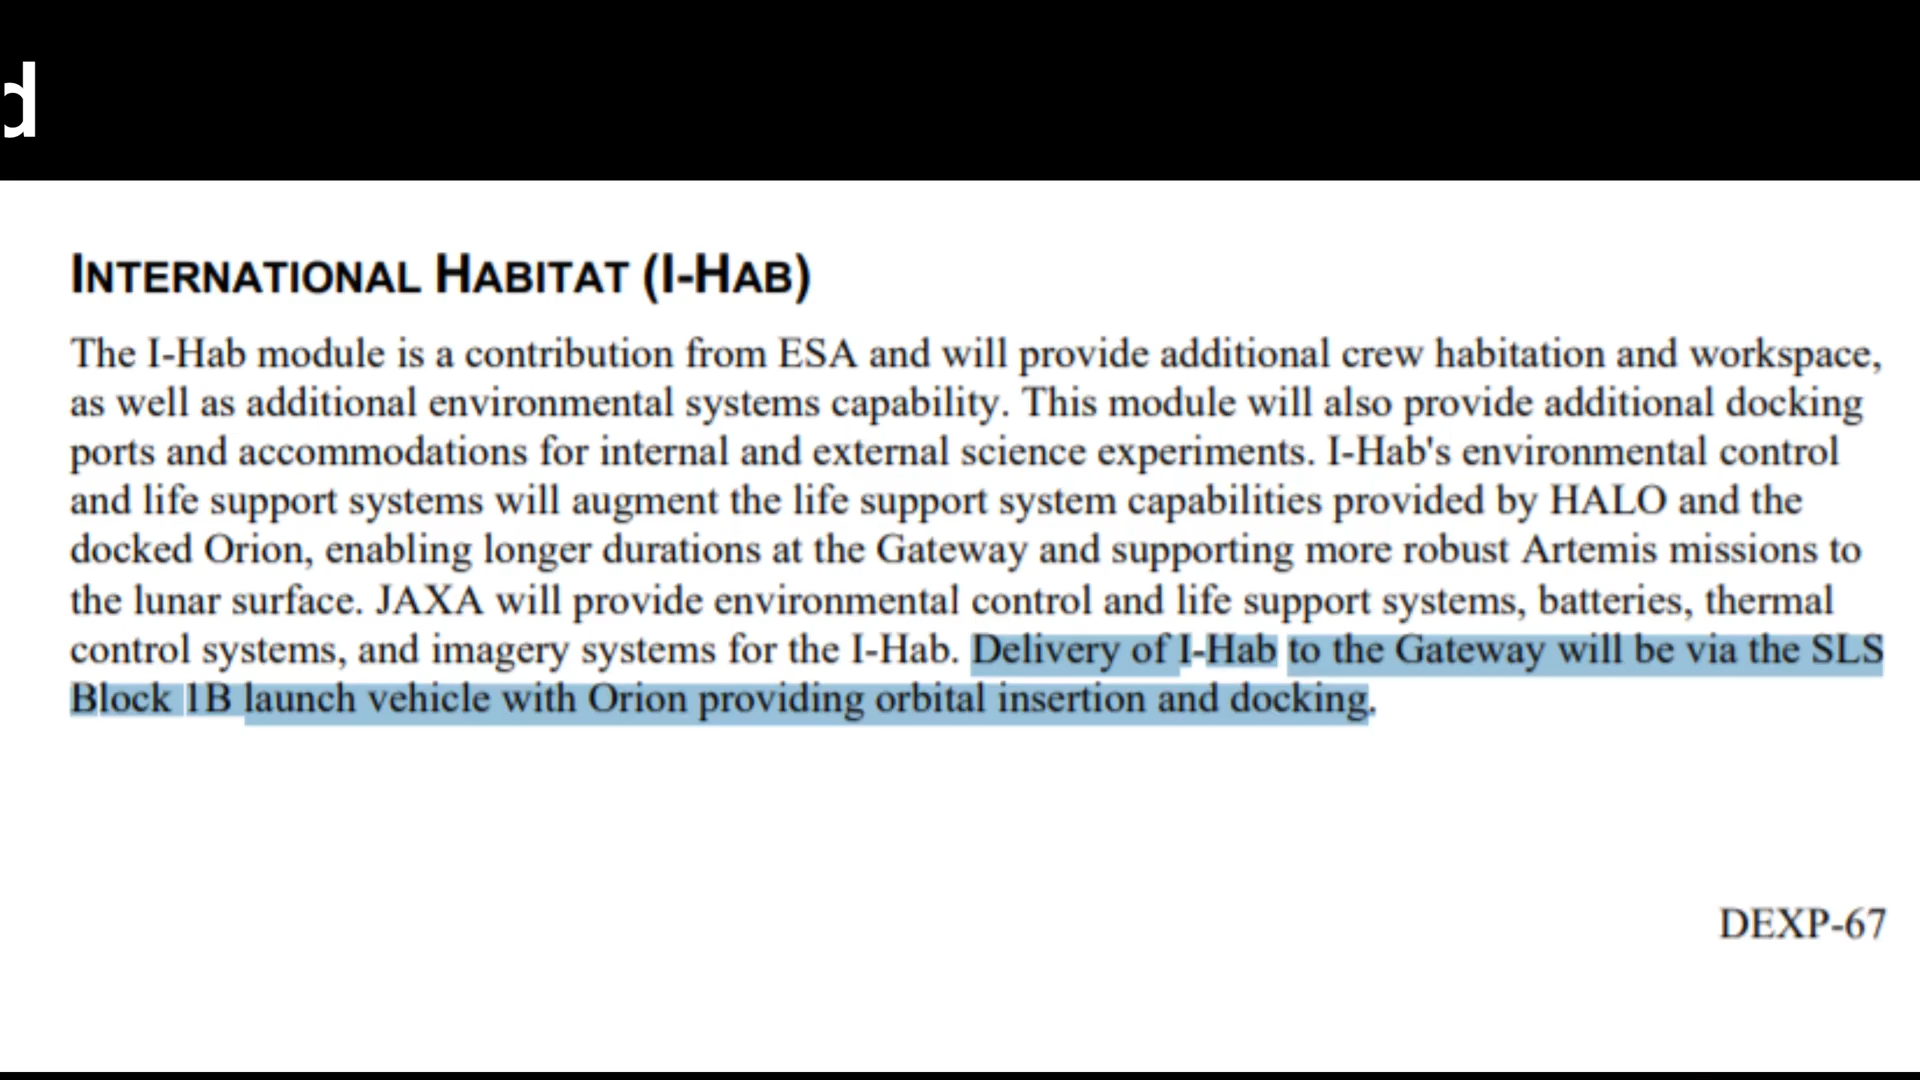 d
INTERNATIONAL HABITAT (I-HAB)
The I-Hab module is a contribution from ESA and will provide additional crew habitation and workspace,
as well as additional environmental systems capability. This module will also provide additional docking
ports and accommodations for internal and external science experiments. I-Hab's environmental control
and life support systems will augment the life support system capabilities provided by HALO and the
docked Orion, enabling longer durations at the Gateway and supporting more robust Artemis missions to
the lunar surface. JAXA will provide environmental control and life support systems, batteries, thermal
control systems, and imagery systems for the I-Hab. Delivery of I-Hab to the Gateway will be via the SLS
Block 1B launch vehicle with Orion providing orbital insertion and docking.
DEXP-67